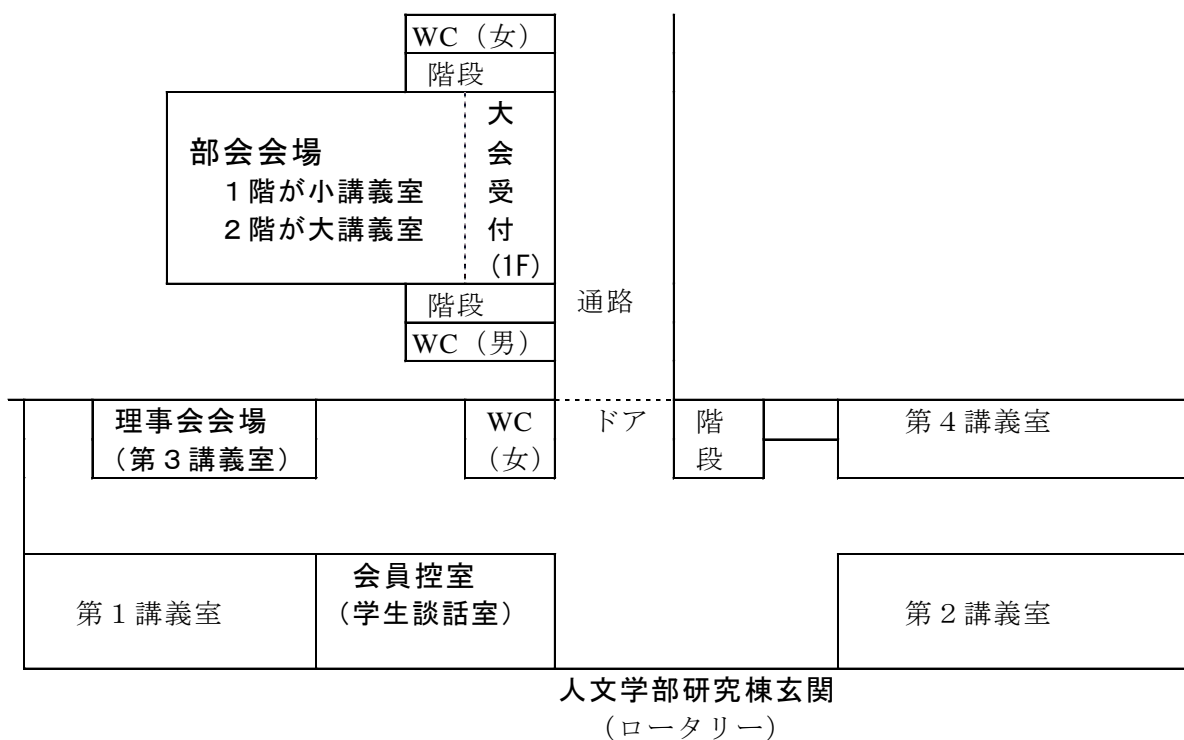 WC（女）
階段
大会受付(1F)
部会会場
１階が小講義室
２階が大講義室
階段
通路
WC（男）
理事会会場
（第３講義室）
WC
（女）
ドア
階段
第４講義室
第１講義室
会員控室
（学生談話室）
第２講義室
人文学部研究棟玄関
（ロータリー）